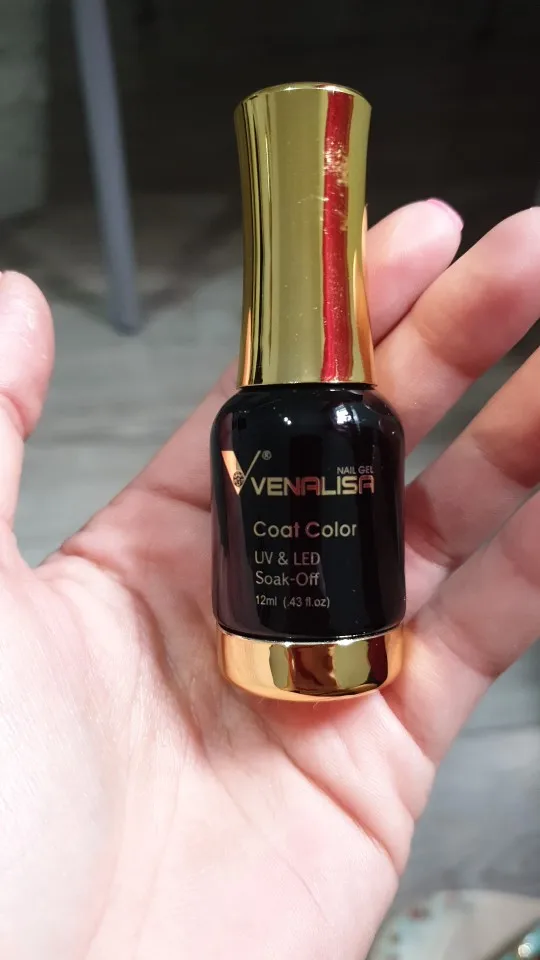 ®
NAIL GEL
VENALISA
Coat Color
UV & LED
Soak-Off
12ml (.43 fl.oz)